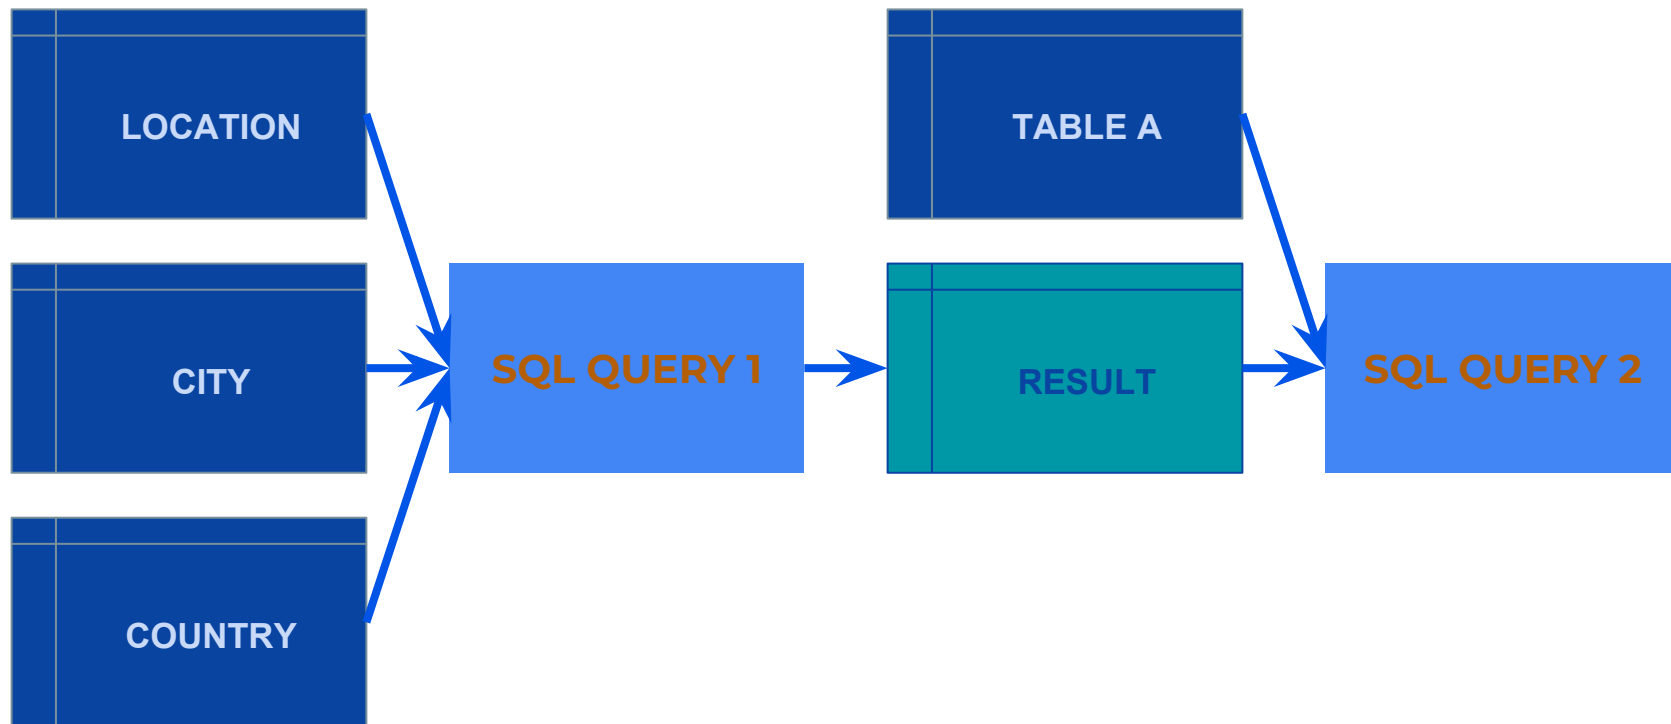 LOCATION
TABLE A
CITY
SQL QUERY 1
RESULT
SQL QUERY 2
COUNTRY